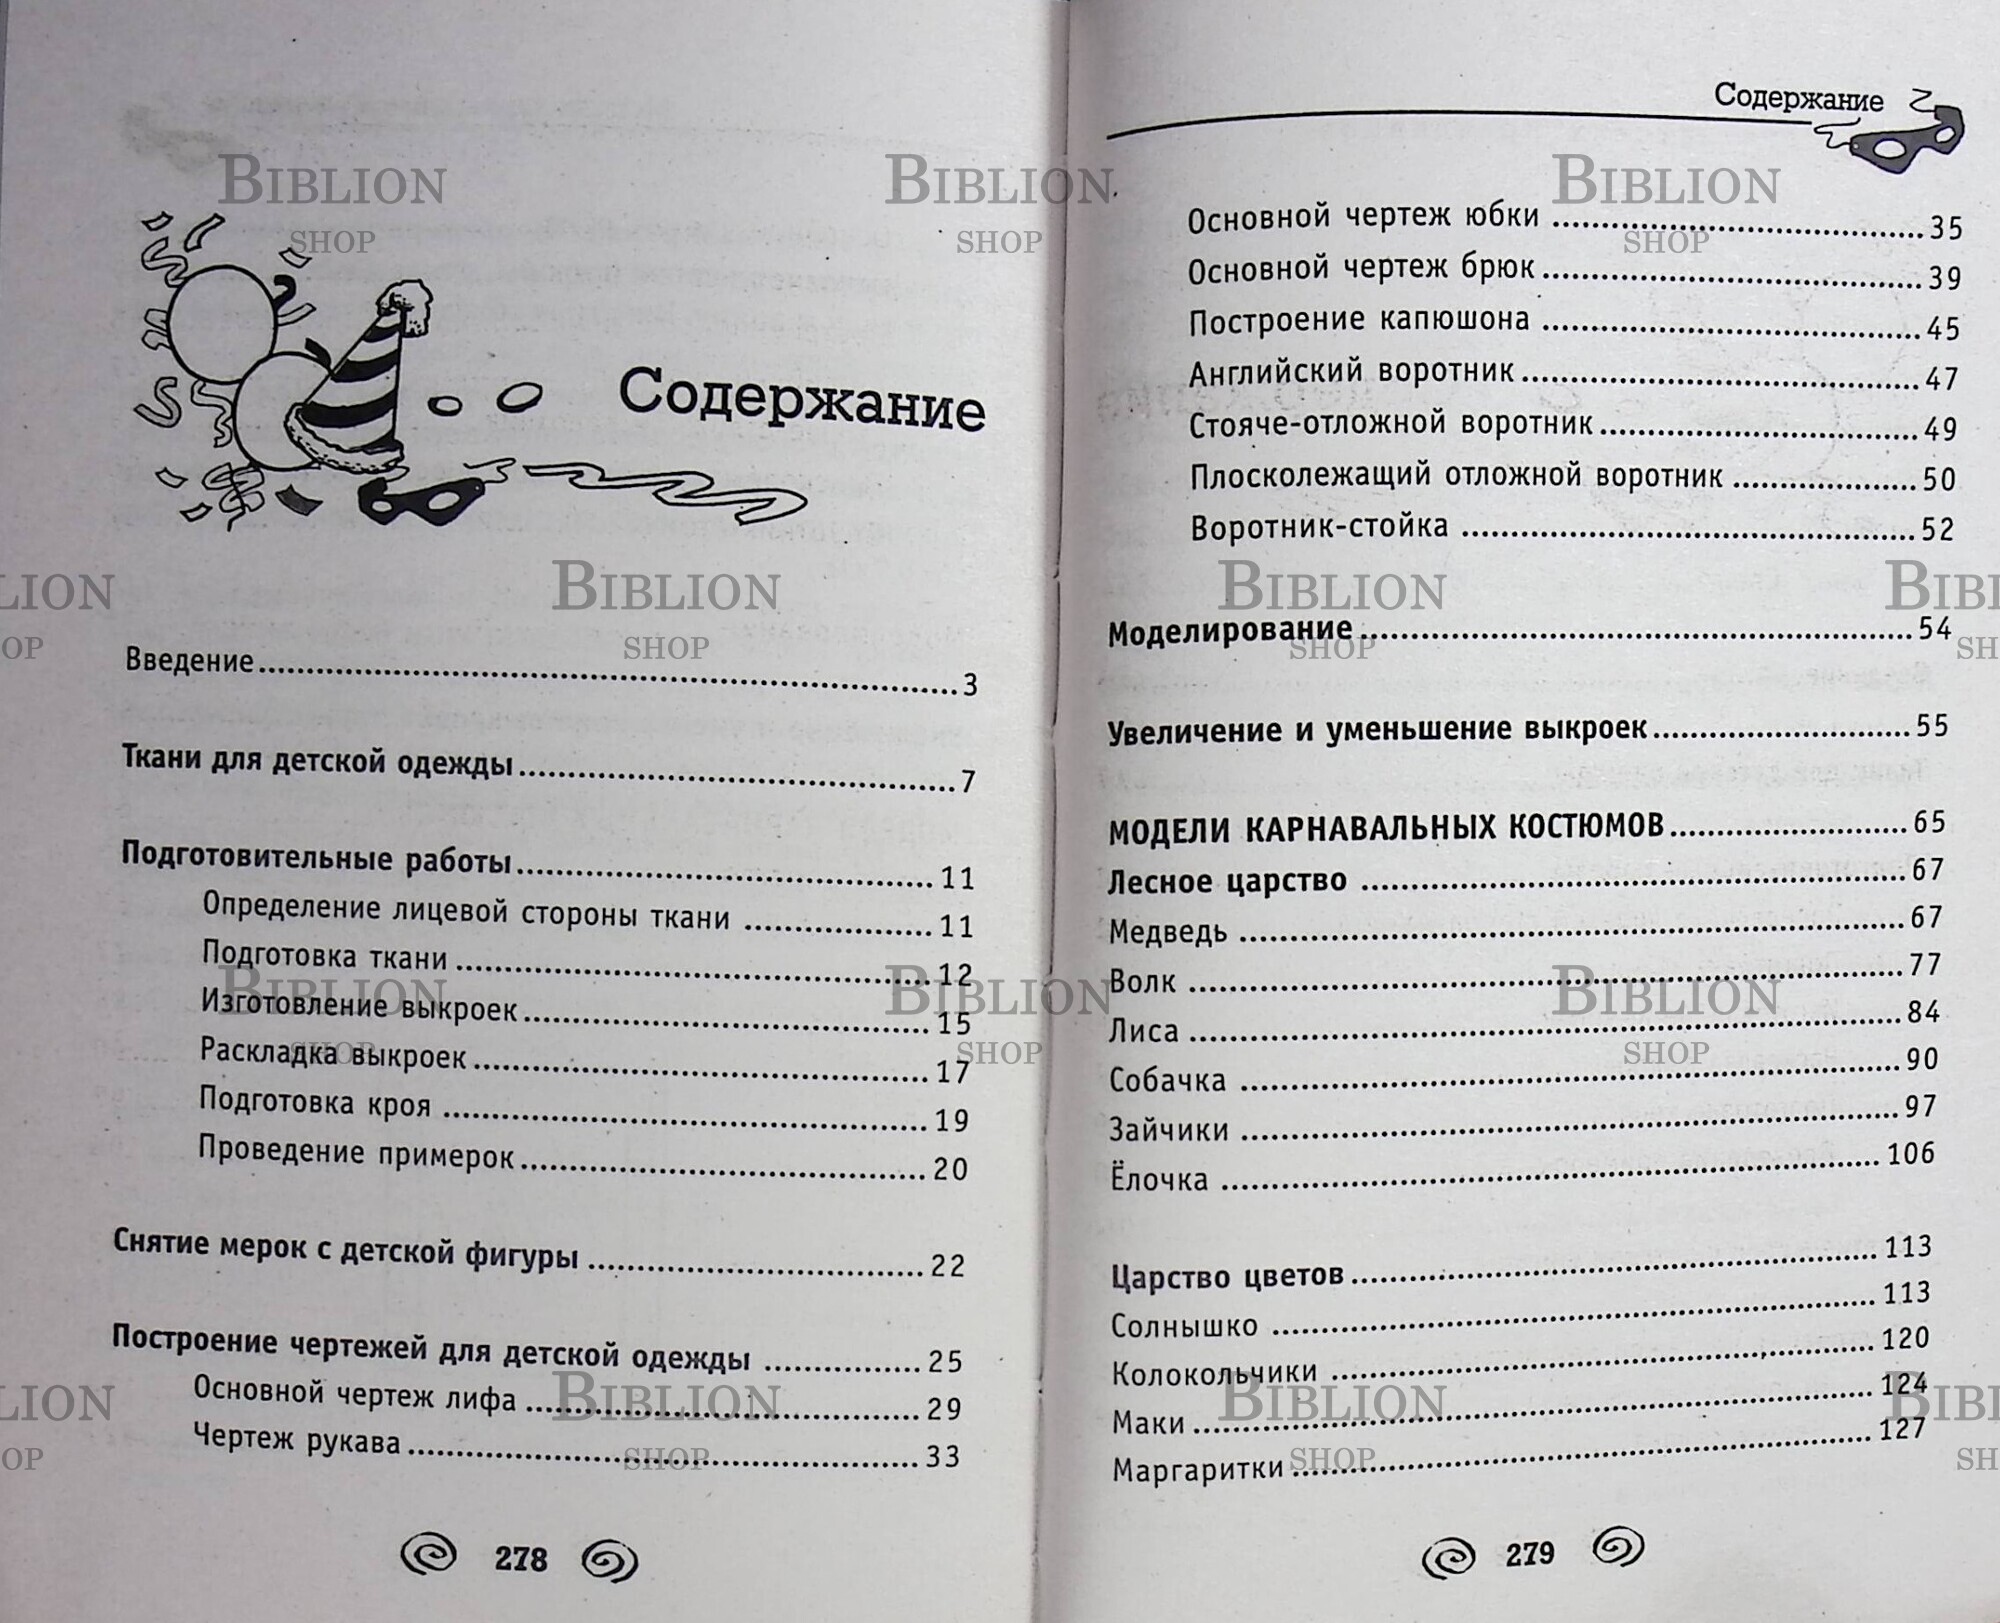 Содержание
Введение 3
Ткани для детской одежды 7
Подготовительные работы 11
Определение лицевой стороны ткани 11
Подготовка ткани 12
Изготовление выкроек 15
Раскладка выкроек 17
Подготовка кроя 19
Проведение примерок 20
Снятие мерок с детской фигуры 22
Построение чертежей для детской одежды 25
Основной чертеж лифа 29
Чертеж рукава 33
278
Содержание
Основной чертеж юбки 35
Основной чертеж брюк 39
Построение капюшона 45
Английский воротник 47
Стояче-отложной воротник 49
Плосколежащий отложной воротник 50
Воротник-стойка 52
Моделирование 54
Увеличение и уменьшение выкроек 55
МОДЕЛИ КАРНАВАЛЬНЫХ КОСТЮМОВ 65
Лесное царство 67
Медведь 67
Волк 77
Лиса 84
Собачка 90
Зайчики 97
Ёлочка 106
Царство цветов 113
Солнышко 113
Колокольчики 120
Маки 124
Маргаритки 127
279
BIBLION
SHOP